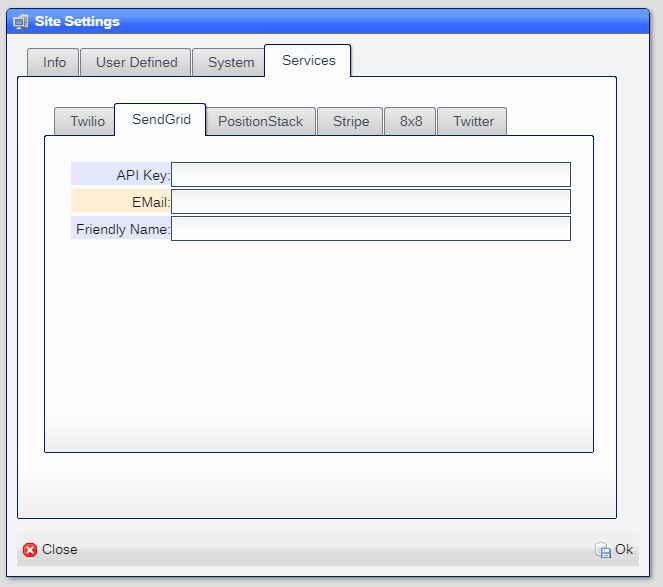 Site Settings
Info User Defined System Services
Twilio SendGrid PositionStack Stripe 8x8 Twitter
API Key:
EMail:
Friendly Name:
Close Ok